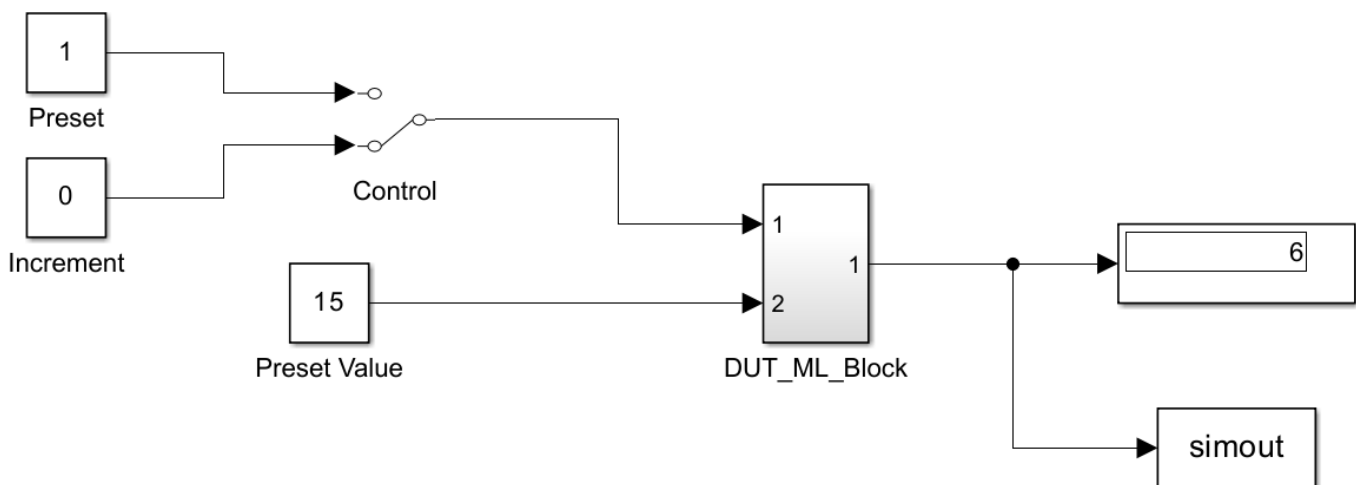 1
Preset
0
Increment
Control
15
Preset Value
1
2
1
DUT_ML_Block
6
simout